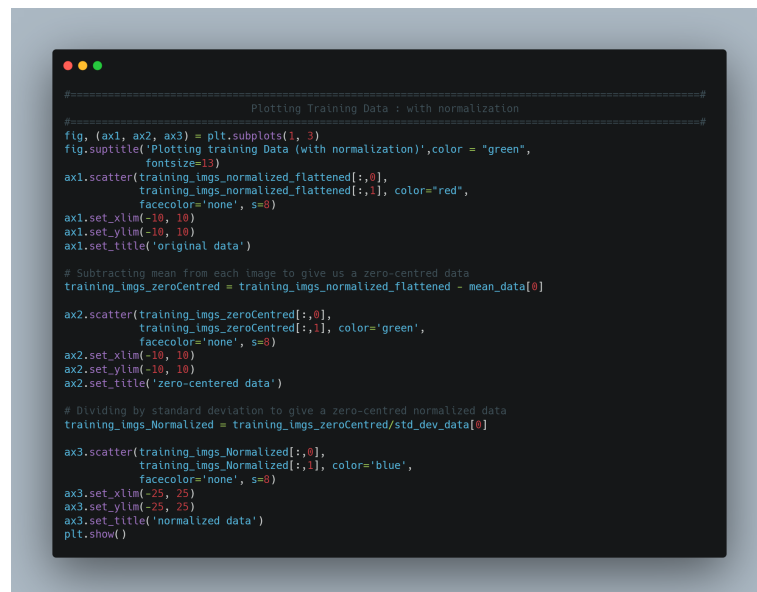 #=====================================================================================================#
Plotting Training Data : with normalization
#=====================================================================================================#
fig, (ax1, ax2, ax3) = plt.subplots(1, 3)
fig.suptitle('Plotting training Data (with normalization)',color = "green",
             fontsize=13)
ax1.scatter(training_imgs_normalized_flattened[:,0],
            training_imgs_normalized_flattened[:,1], color="red",
            facecolor='none', s=8)
ax1.set_xlim(-10, 10)
ax1.set_ylim(-10, 10)
ax1.set_title('original data')

# Subtracting mean from each image to give us a zero-centred data
training_imgs_zeroCentred = training_imgs_normalized_flattened - mean_data[0]

ax2.scatter(training_imgs_zeroCentred[:,0],
            training_imgs_zeroCentred[:,1], color='green',
            facecolor='none', s=8)
ax2.set_xlim(-10, 10)
ax2.set_ylim(-10, 10)
ax2.set_title('zero-centered data')

# Dividing by standard deviation to give a zero-centred normalized data
training_imgs_Normalized = training_imgs_zeroCentred/std_dev_data[0]

ax3.scatter(training_imgs_Normalized[:,0],
            training_imgs_Normalized[:,1], color='blue',
            facecolor='none', s=8)
ax3.set_xlim(-25, 25)
ax3.set_ylim(-25, 25)
ax3.set_title('normalized data')
plt.show()